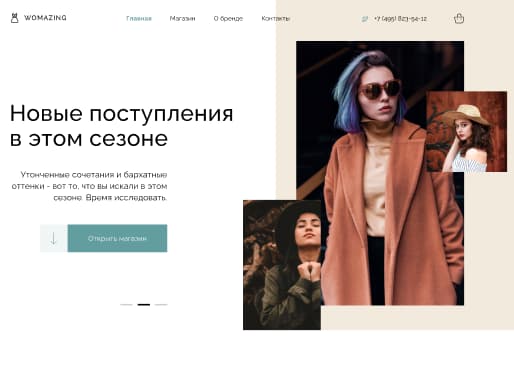 WOMAZING
Главная Магазин О бренде Контакты
+7 (495) 823-54-12
Новые поступления
в этом сезоне
Утонченные сочетания и бархатные
оттенки - вот то, что вы искали в этом
сезоне. Время исследовать.
Открыть магазин